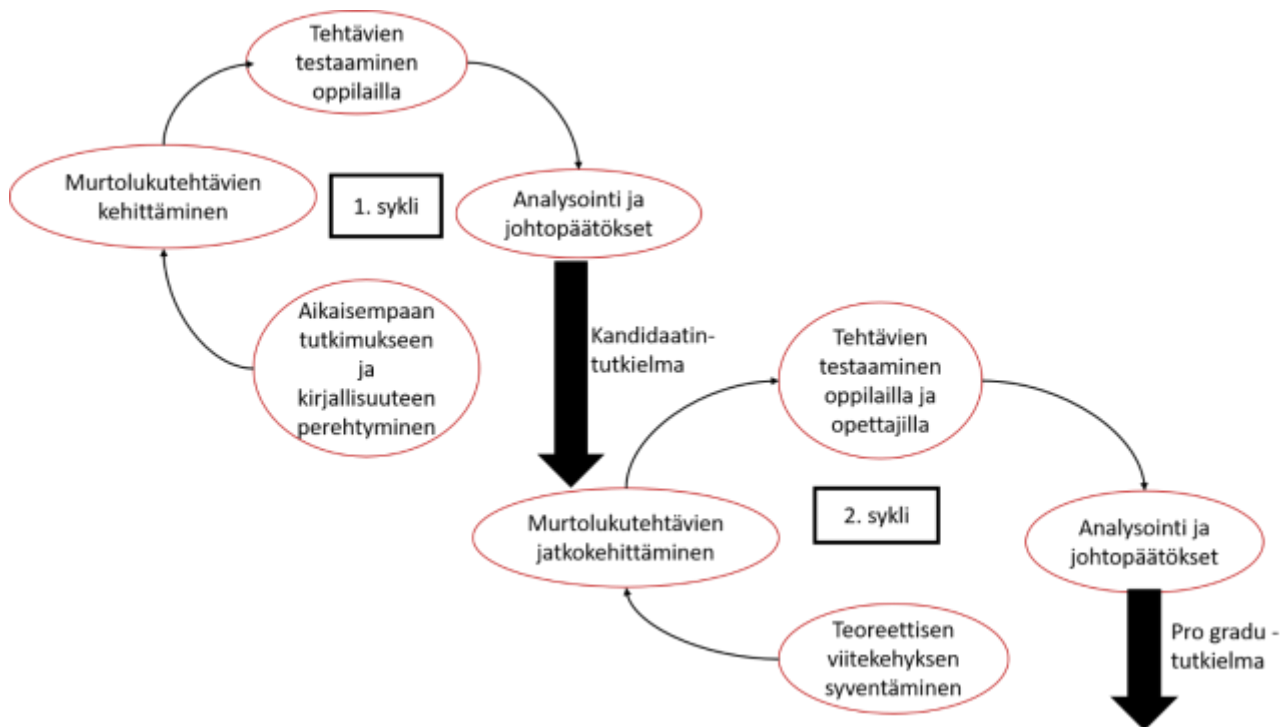 Tehtävien
testaaminen
oppilailla
Murtolukutehtävien
kehittäminen
1. sykli
Analysointi ja
johtopäätökset
Aikaisempaan
tutkimukseen
ja
kirjallisuuteen
perehtyminen
Kandidaatin-
tutkielma
Tehtävien
testaaminen
oppilailla ja
opettajilla
Murtolukutehtävien
jatkokehittäminen
2. sykli
Analysointi ja
johtopäätökset
Teoreettisen
viitekehyksen
syventäminen
Pro gradu -
tutkielma